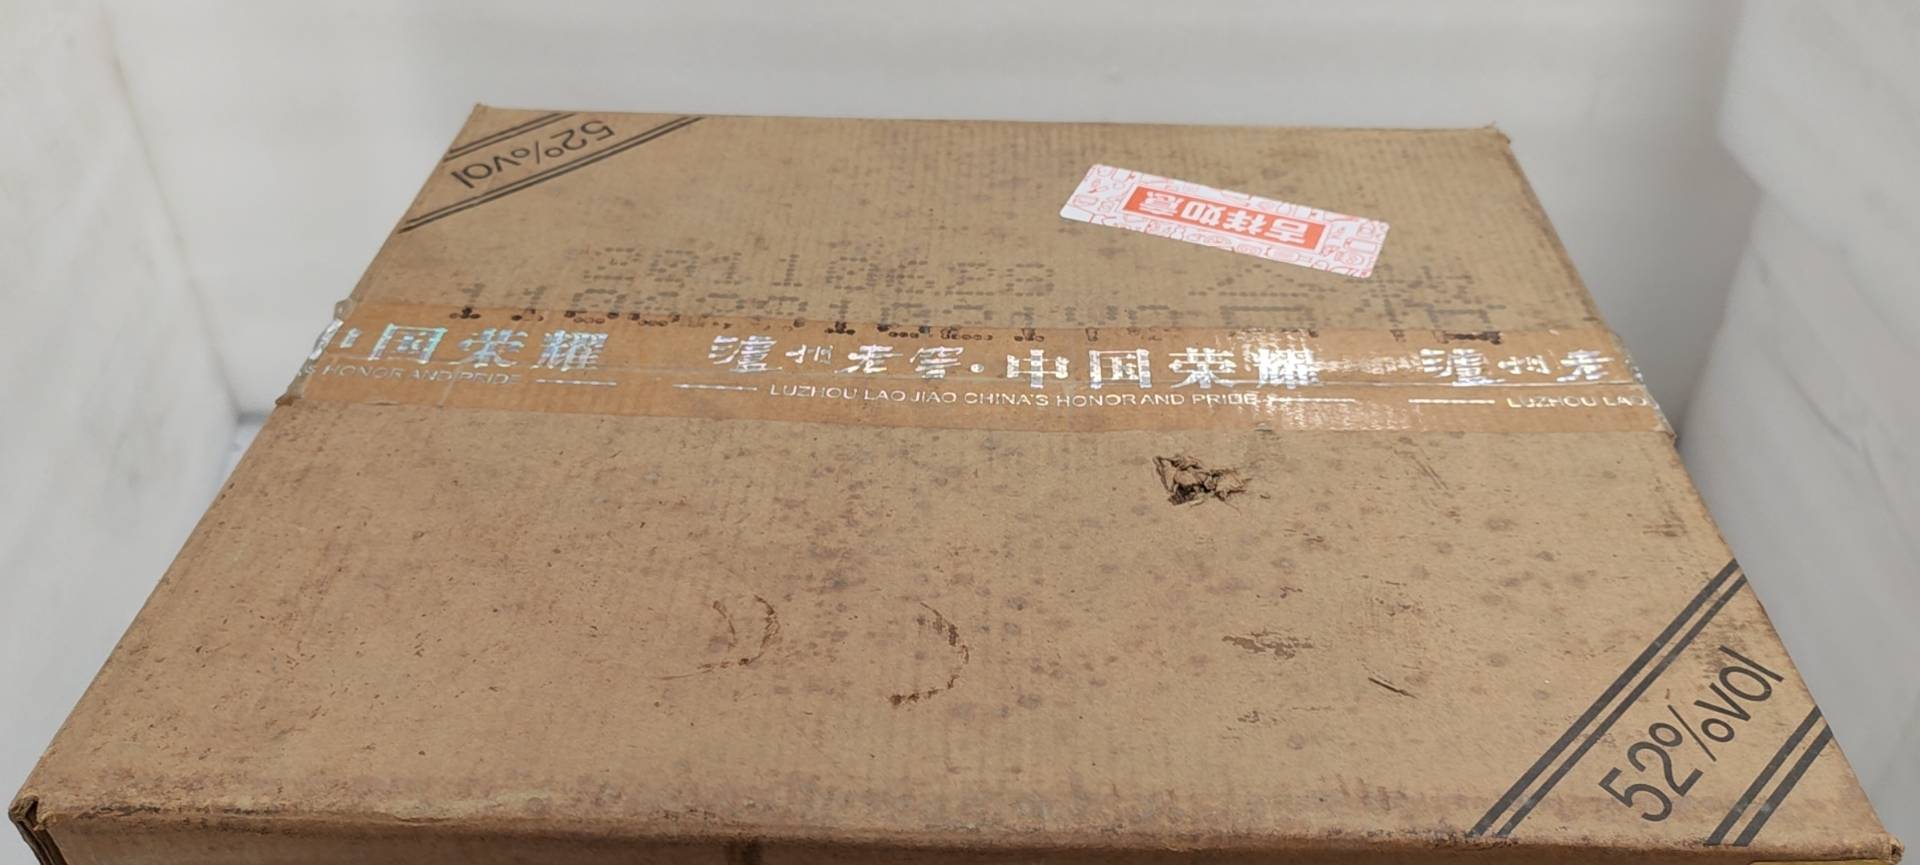 52%vol
吉祥如意
20110623
中国荣耀 泸州老窖·中国荣耀 泸州老
S HONOR AND PRIDE LUZHOU LAO JIAO CHINA'S HONOR AND PRIDE LUZHOU LAO
52%vol